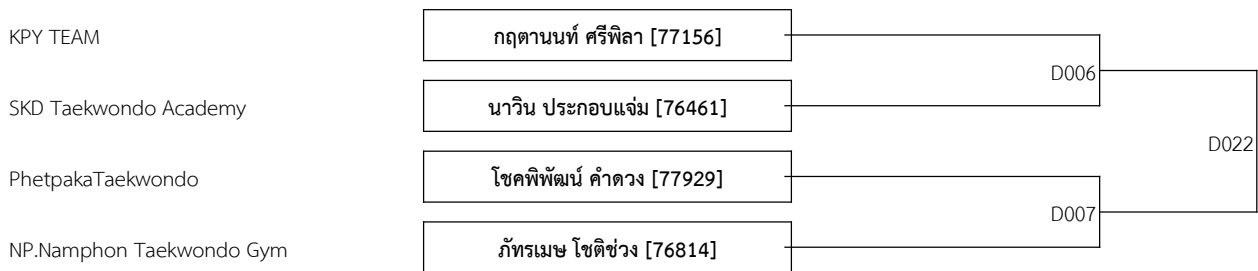 KPY TEAM กฤตานนท์ ศรีพิลา [77156]
D006
SKD Taekwondo Academy นาวิน ประกอบแจ่ม [76461]
D022
PhetpakaTaekwondo โชคพิพัฒน์ คำดวง [77929]
D007
NP.Namphon Taekwondo Gym ภัทรเมษ โชติช่วง [76814]